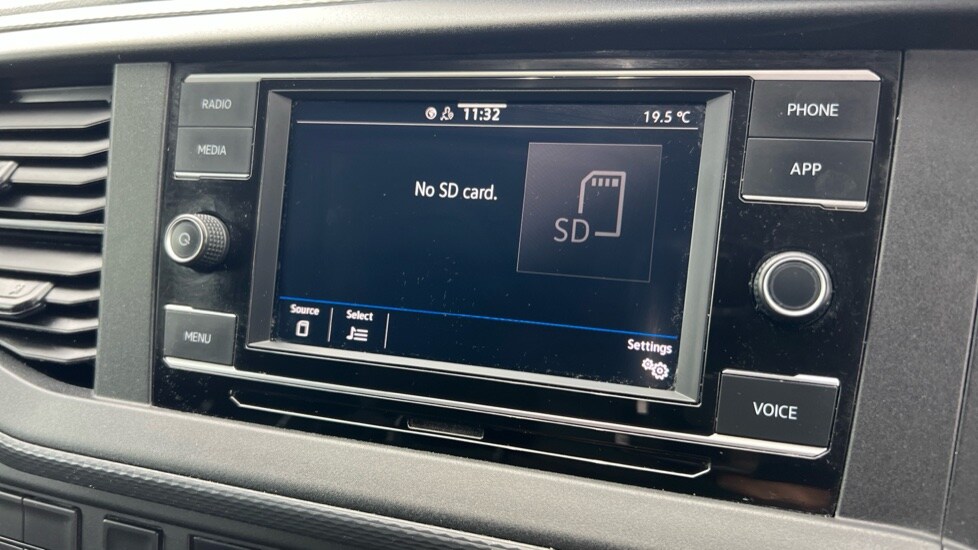 RADIO
MEDIA
MENU
11:32
19.5 °C
No SD card.
SD
Source
Select
Settings
PHONE
APP
VOICE